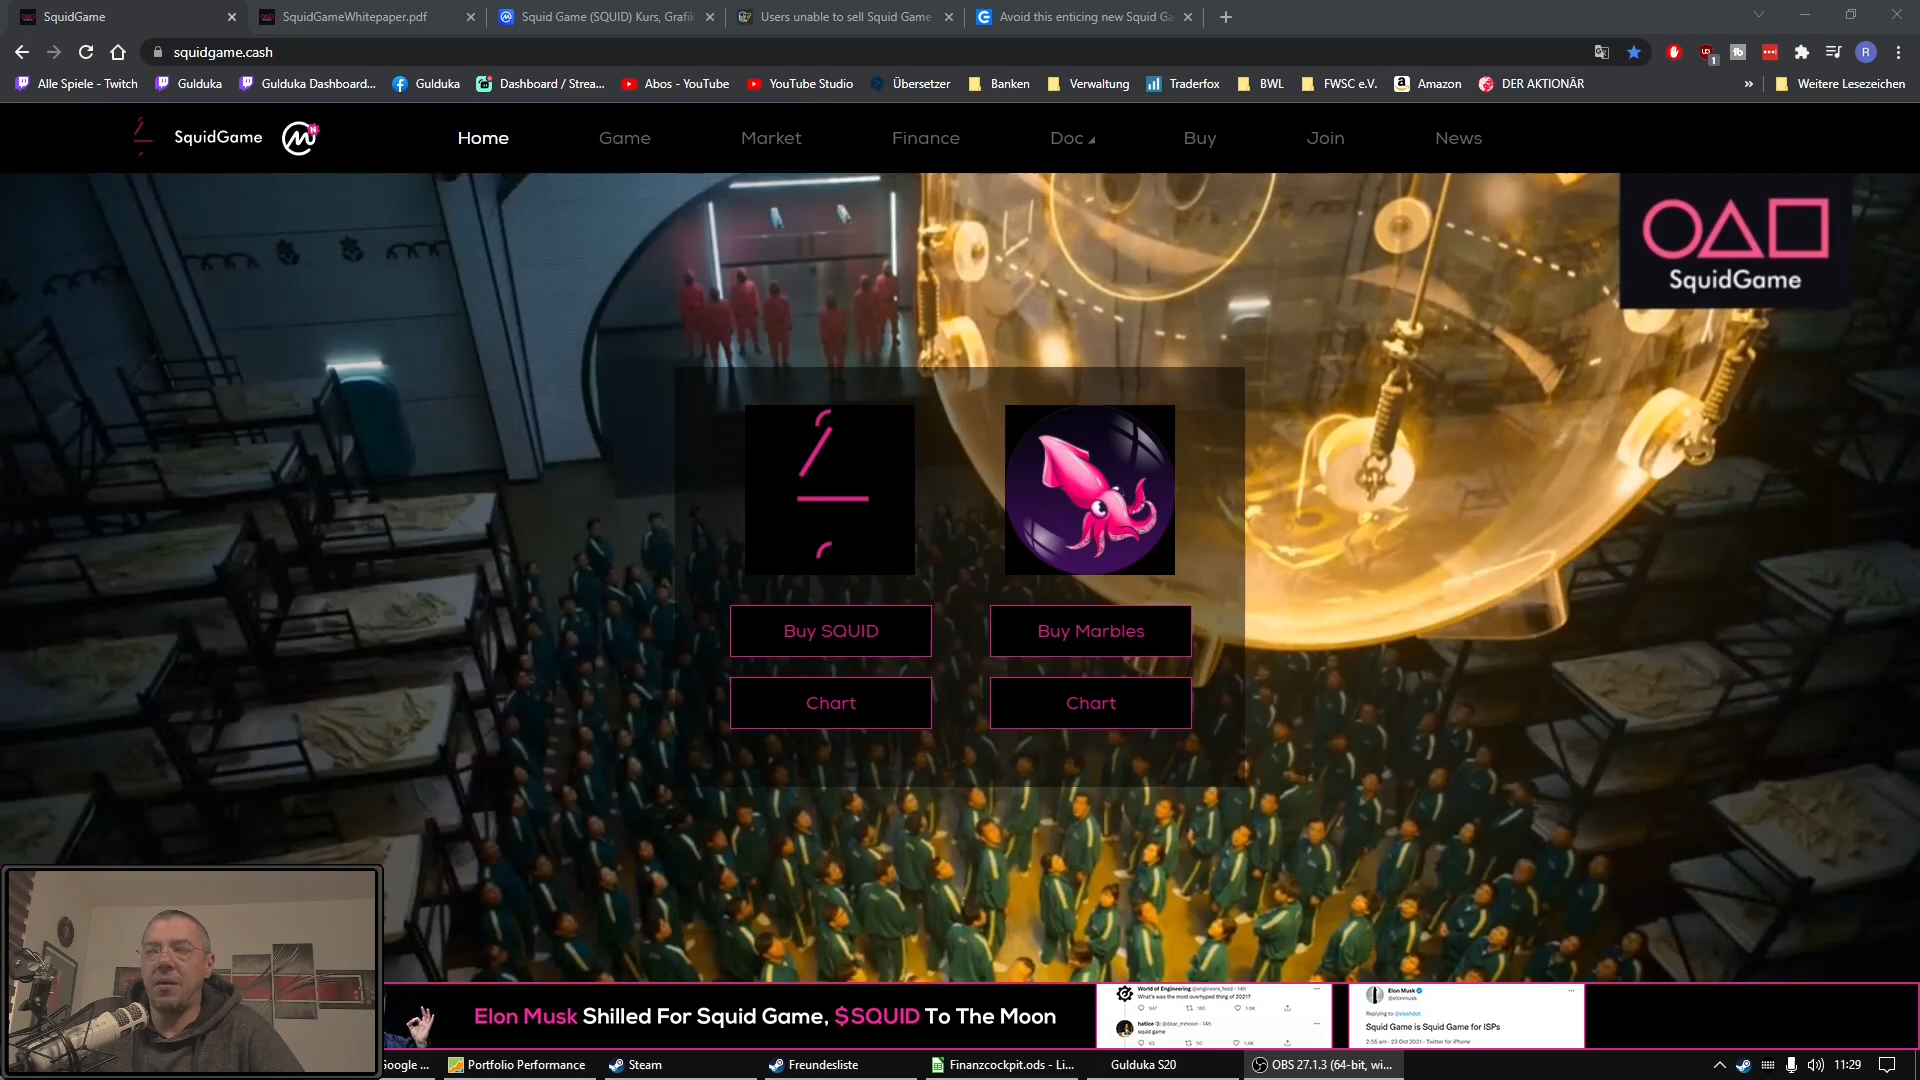 SquidGame
SquidGameWhitepaper.pdf
Squid Game (SQUID) Kurs, Grafik
Users unable to sell Squid Game
Avoid this enticing new Squid Ga
squidgame.cash
R
Alle Spiele - Twitch
Gulduka
Gulduka Dashboard...
Gulduka
Dashboard / Strea...
Abos - YouTube
YouTube Studio
Übersetzer
Banken
Verwaltung
Traderfox
BWL
FWSC e.V.
Amazon
DER AKTIONÄR
Weitere Lesezeichen
SquidGame
Home
Game
Market
Finance
Doc
Buy
Join
News
SquidGame
Buy SQUID
Buy Marbles
Chart
Chart
Elon Musk Shilled For Squid Game, $SQUID To The Moon
World of Engineering @engineers_feed · 14h
What's was the most overhyped thing of 2021?
squid game
Elon Musk
@elonmusk
Replying to @slashdot
Squid Game is Squid Game for ISPs
2:55 am · 23 Oct 2021 · Twitter for iPhone
Google ...
Portfolio Performance
Steam
Freundesliste
Finanzcockpit.ods - Li...
Gulduka S20
OBS 27.1.3 (64-bit, wi...
11:29